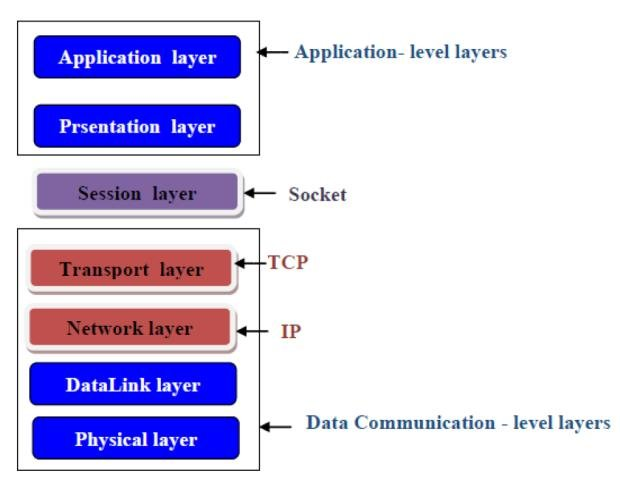 Application layer
Application- level layers
Prsentation layer
Session layer
Socket
Transport layer
TCP
Network layer
IP
DataLink layer
Physical layer
Data Communication - level layers